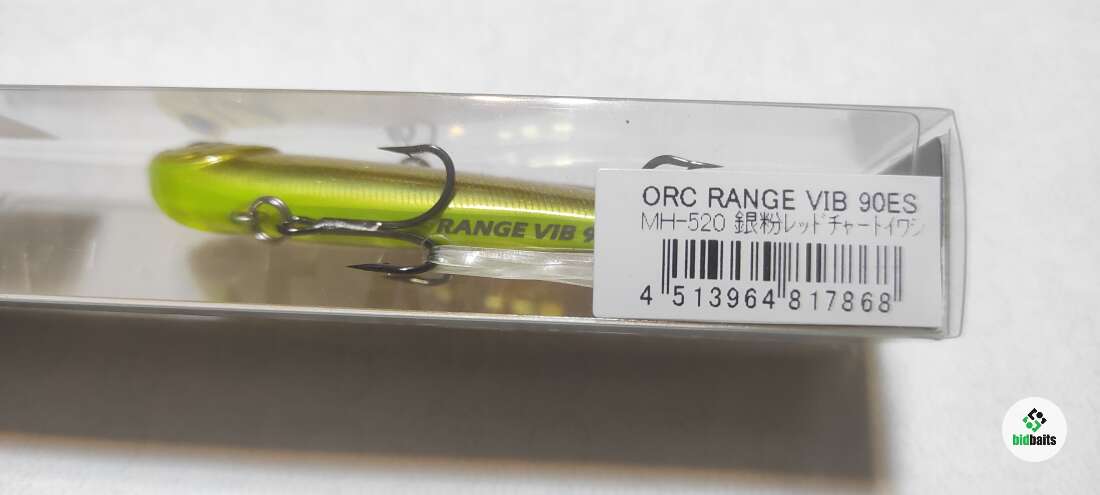 ORC RANGE VIB 90ES
MH-520 銀粉レッドチャートイワシ
4 513964 817868
RANGE VIB 9
bidbaits